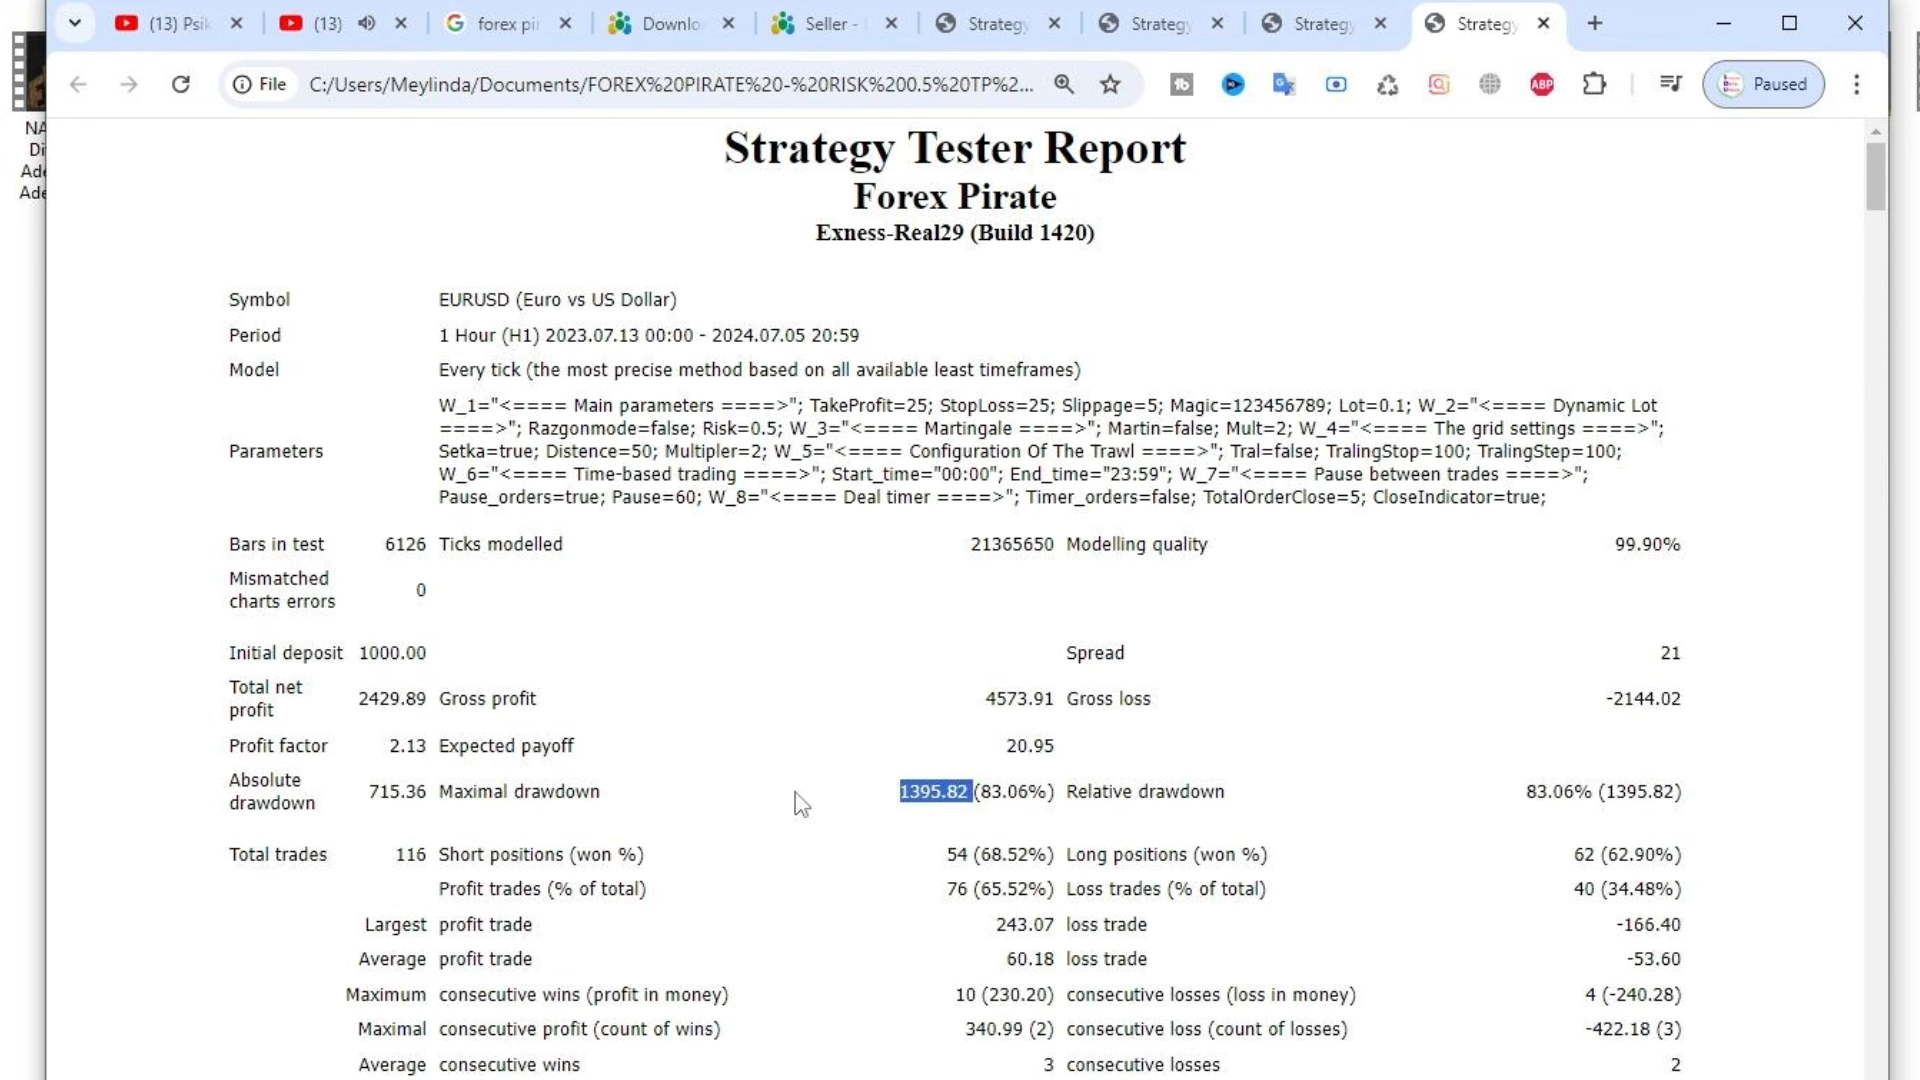 (13) Psik
(13)
forex pir
Downlo
Seller -
Strategy
Strategy
Strategy
Strategy
File
C:/Users/Meylinda/Documents/FOREX%20PIRATE%20-%20RISK%200.5%20TP%2...
ABP
Paused
NA
Di
Ade
Ade
Strategy Tester Report
Forex Pirate
Exness-Real29 (Build 1420)
Symbol EURUSD (Euro vs US Dollar)
Period 1 Hour (H1) 2023.07.13 00:00 - 2024.07.05 20:59
Model Every tick (the most precise method based on all available least timeframes)
Parameters
W_1="<==== Main parameters ====>"; TakeProfit=25; StopLoss=25; Slippage=5; Magic=123456789; Lot=0.1; W_2="<==== Dynamic Lot
====>"; Razgonmode=false; Risk=0.5; W_3="<==== Martingale ====>"; Martin=false; Mult=2; W_4="<==== The grid settings ====>";
Setka=true; Distence=50; Multipler=2; W_5="<==== Configuration Of The Trawl ====>"; Tral=false; TralingStop=100; TralingStep=100;
W_6="<==== Time-based trading ====>"; Start_time="00:00"; End_time="23:59"; W_7="<==== Pause between trades ====>";
Pause_orders=true; Pause=60; W_8="<==== Deal timer ====>"; Timer_orders=false; TotalOrderClose=5; CloseIndicator=true;
Bars in test 6126 Ticks modelled 21365650 Modelling quality 99.90%
Mismatched
charts errors 0
Initial deposit 1000.00 Spread 21
Total net
profit 2429.89 Gross profit 4573.91 Gross loss -2144.02
Profit factor 2.13 Expected payoff 20.95
Absolute
drawdown 715.36 Maximal drawdown 1395.82 (83.06%) Relative drawdown 83.06% (1395.82)
Total trades 116 Short positions (won %) 54 (68.52%) Long positions (won %) 62 (62.90%)
Profit trades (% of total) 76 (65.52%) Loss trades (% of total) 40 (34.48%)
Largest profit trade 243.07 loss trade -166.40
Average profit trade 60.18 loss trade -53.60
Maximum consecutive wins (profit in money) 10 (230.20) consecutive losses (loss in money) 4 (-240.28)
Maximal consecutive profit (count of wins) 340.99 (2) consecutive loss (count of losses) -422.18 (3)
Average consecutive wins 3 consecutive losses 2